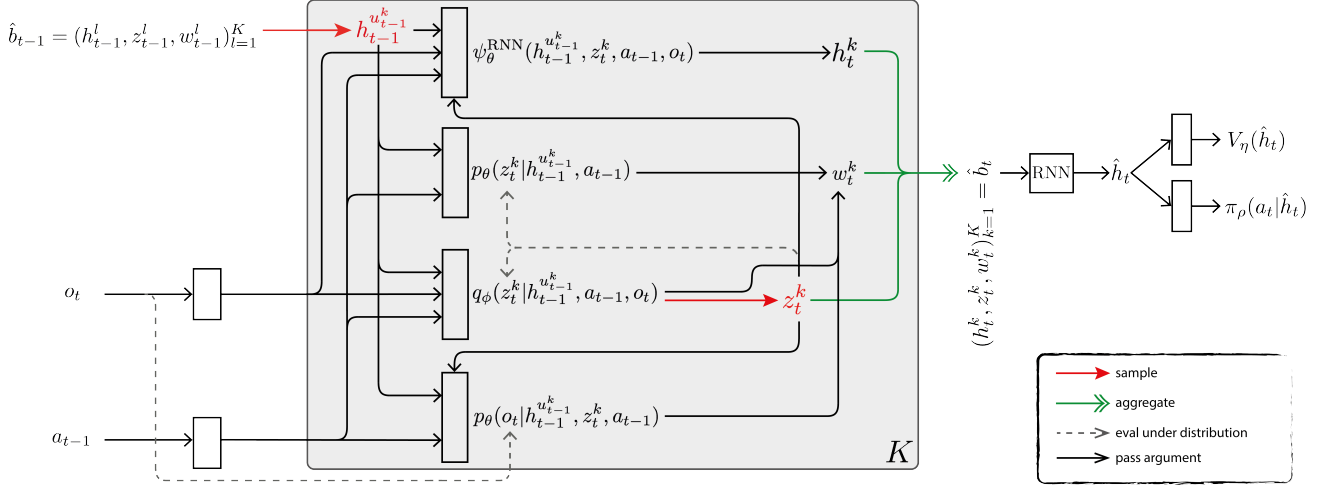 b̂_{t−1} = (h^l_{t−1}, z^l_{t−1}, w^l_{t−1})^K_{l=1}
h^{u^k_{t−1}}_{t−1}
ψ^{RNN}_θ(h^{u^k_{t−1}}_{t−1}, z^k_t, a_{t−1}, o_t)
h^k_t
p_θ(z^k_t|h^{u^k_{t−1}}_{t−1}, a_{t−1})
w^k_t
q_ϕ(z^k_t|h^{u^k_{t−1}}_{t−1}, a_{t−1}, o_t)
z^k_t
p_θ(o_t|h^{u^k_{t−1}}_{t−1}, z^k_t, a_{t−1})
K
o_t
a_{t−1}
(h^k_t, z^k_t, w^k_t)^K_{k=1} = b̂_t
RNN
ĥ_t
V_η(ĥ_t)
π_ρ(a_t|ĥ_t)
sample
aggregate
eval under distribution
pass argument